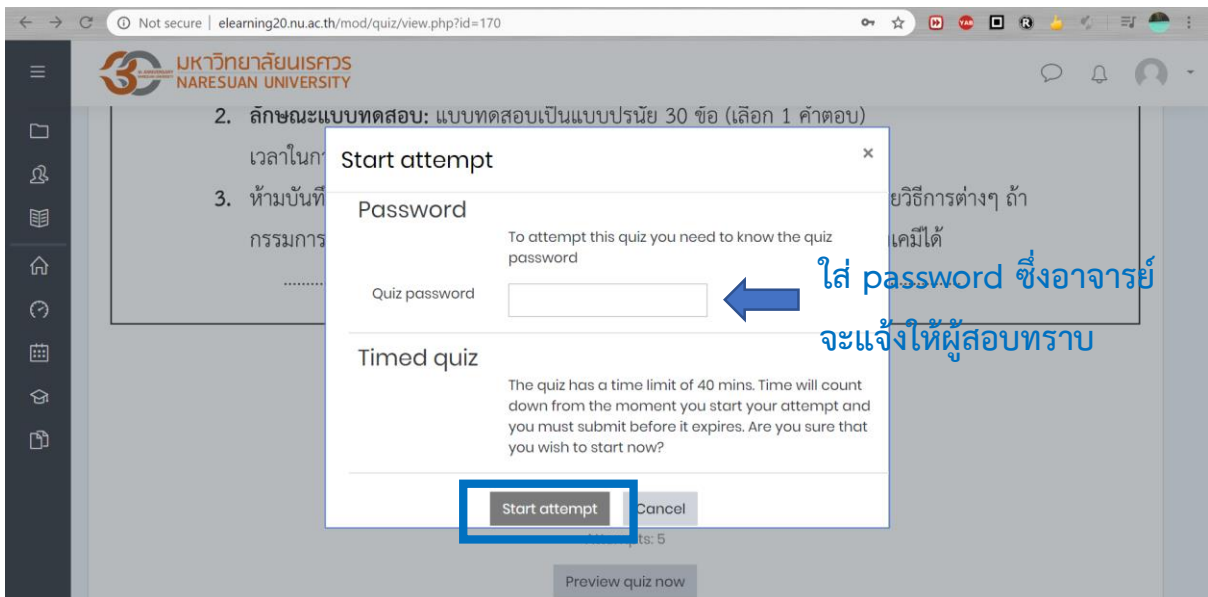 Not secure | elearning20.nu.ac.th/mod/quiz/view.php?id=170
มหาวิทยาลัยนเรศวร
NARESUAN UNIVERSITY
2. ลักษณะแบบทดสอบ: แบบทดสอบเป็นแบบปรนัย 30 ข้อ (เลือก 1 คำตอบ)
เวลาในกา
3. ห้ามบันทึ ยวิธีการต่างๆ ถ้า
กรรมการ แคมีได้
Start attempt ×
Password
To attempt this quiz you need to know the quiz
password
Quiz password
ใส่ password ซึ่งอาจารย์
จะแจ้งให้ผู้สอบทราบ
Timed quiz
The quiz has a time limit of 40 mins. Time will count
down from the moment you start your attempt and
you must submit before it expires. Are you sure that
you wish to start now?
Start attempt Cancel
pts: 5
Preview quiz now